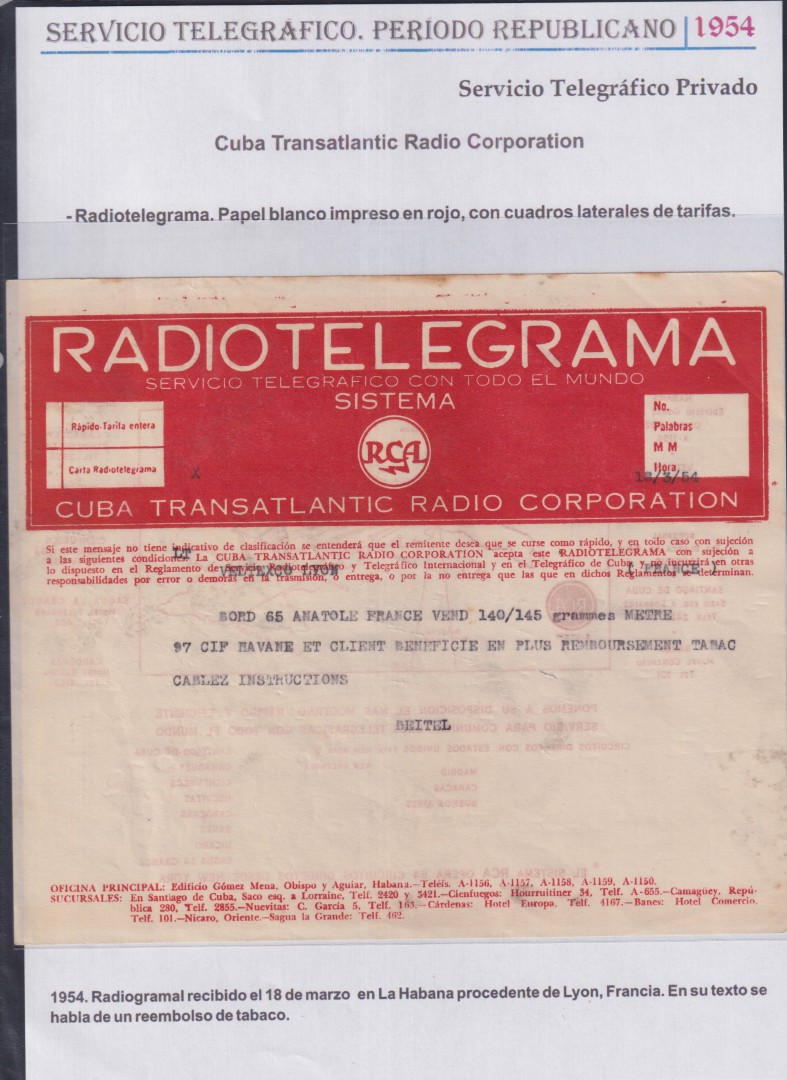 SERVICIO TELEGRÁFICO. PERÍODO REPUBLICANO 1954
Servicio Telegráfico Privado
Cuba Transatlantic Radio Corporation
- Radiotelegrama. Papel blanco impreso en rojo, con cuadros laterales de tarifas.
RADIOTELEGRAMA
SERVICIO TELEGRAFICO CON TODO EL MUNDO
SISTEMA
Rápido-Tarifa entera
Carta Radiotelegrama X
RCA
No.
Palabras
M M
Hora
18/3/54
CUBA TRANSATLANTIC RADIO CORPORATION
Si este mensaje no tiene indicativo de clasificación se entenderá que el remitente desea que se curse como rápido, y en todo caso con sujeción
a las siguientes condiciones: La CUBA TRANSATLANTIC RADIO CORPORATION acepta este RADIOTELEGRAMA con sujeción a
lo dispuesto en el Reglamento de Servicio Radiotelegráfico y Telegráfico Internacional y en el Telegráfico de Cuba, y no incurrirá en otras
responsabilidades por error o demoras en la trasmisión, o entrega, o por la no entrega que las que en dichos Reglamentos se determinan.
LT
LYON ( FRANCE )
BORD 65 ANATOLE FRANCE VEND 140/145 grammes METRE
97 CIF HAVANE ET CLIENT BENEFICIE EN PLUS REMBOURSEMENT TABAC
CABLEZ INSTRUCTIONS
BEITEL
OFICINA PRINCIPAL: Edificio Gómez Mena, Obispo y Aguiar, Habana.—Teléfs. A-1156, A-1157, A-1158, A-1159, A-1150.
SUCURSALES: En Santiago de Cuba, Saco esq. a Lorraine, Telf. 2420 y 3421.—Cienfuegos: Hourruitiner 34, Telf. A-655.—Camagüey, Repú-
blica 280, Telf. 2855.—Nuevitas: C. García 5, Telf. 163.—Cárdenas: Hotel Europa, Telf. 4167.—Banes: Hotel Comercio,
Telf. 101.—Nicaro, Oriente.—Sagua la Grande: Telf. 462.
1954. Radiogramal recibido el 18 de marzo en La Habana procedente de Lyon, Francia. En su texto se
habla de un reembolso de tabaco.